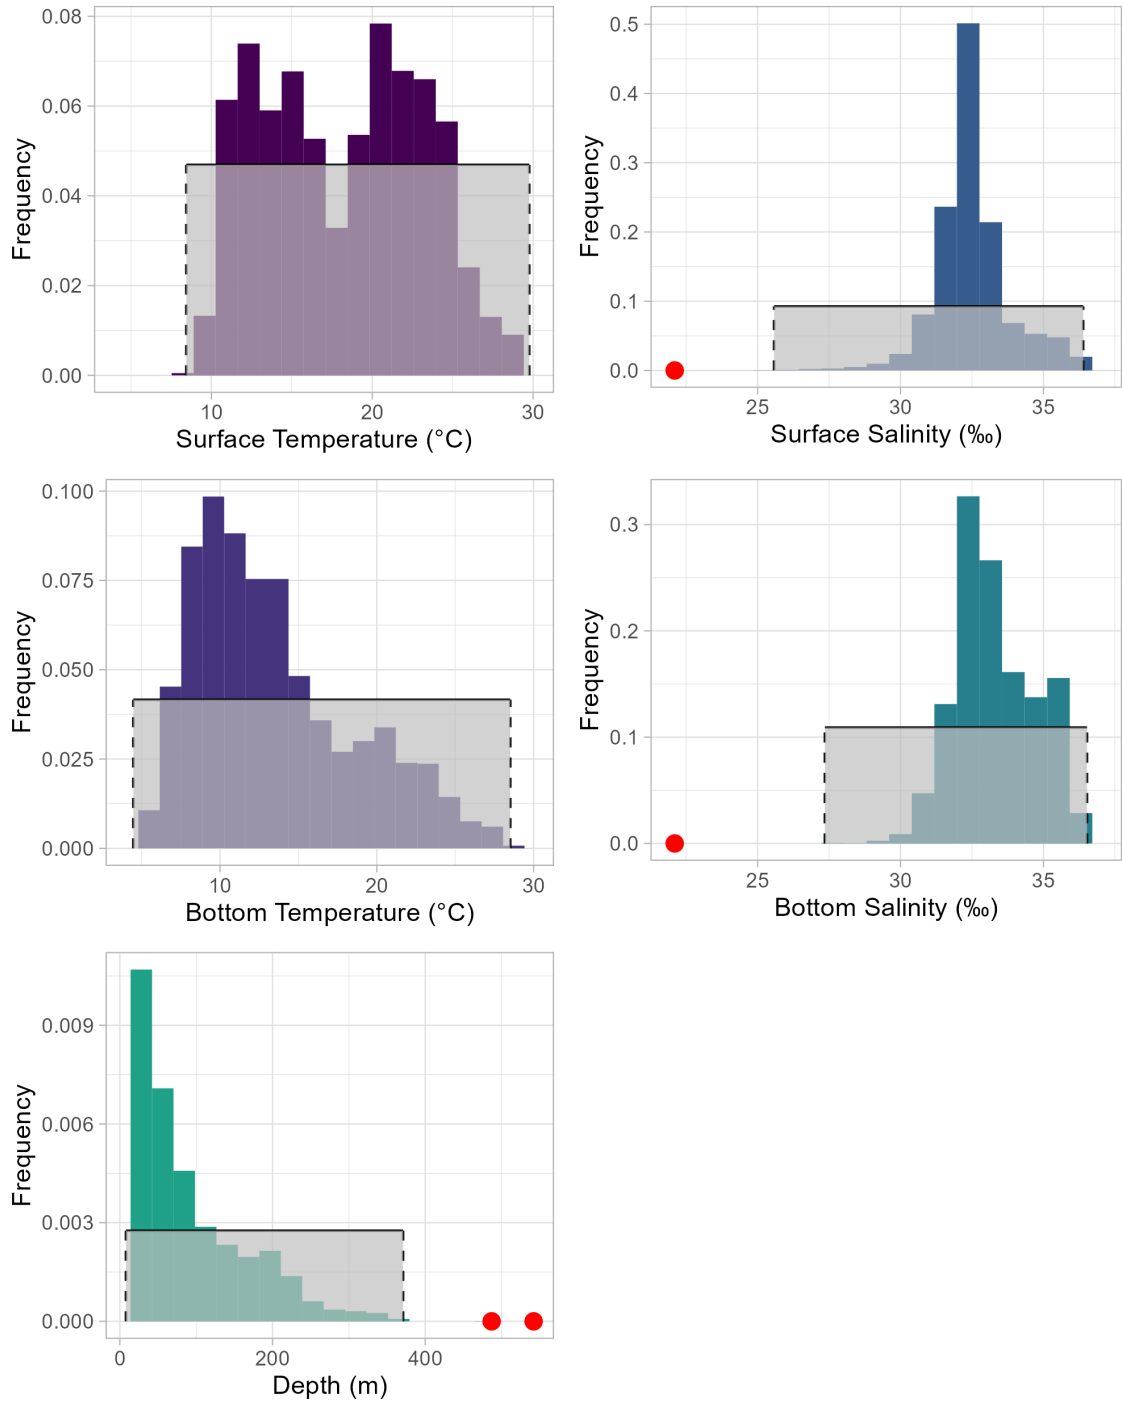 Frequency
0.08
0.06
0.04
0.02
0.00
10 20 30
Surface Temperature (°C)
Frequency
0.5
0.4
0.3
0.2
0.1
0.0
25 30 35
Surface Salinity (‰)
Frequency
0.100
0.075
0.050
0.025
0.000
10 20 30
Bottom Temperature (°C)
Frequency
0.3
0.2
0.1
0.0
25 30 35
Bottom Salinity (‰)
Frequency
0.009
0.006
0.003
0.000
0 200 400
Depth (m)